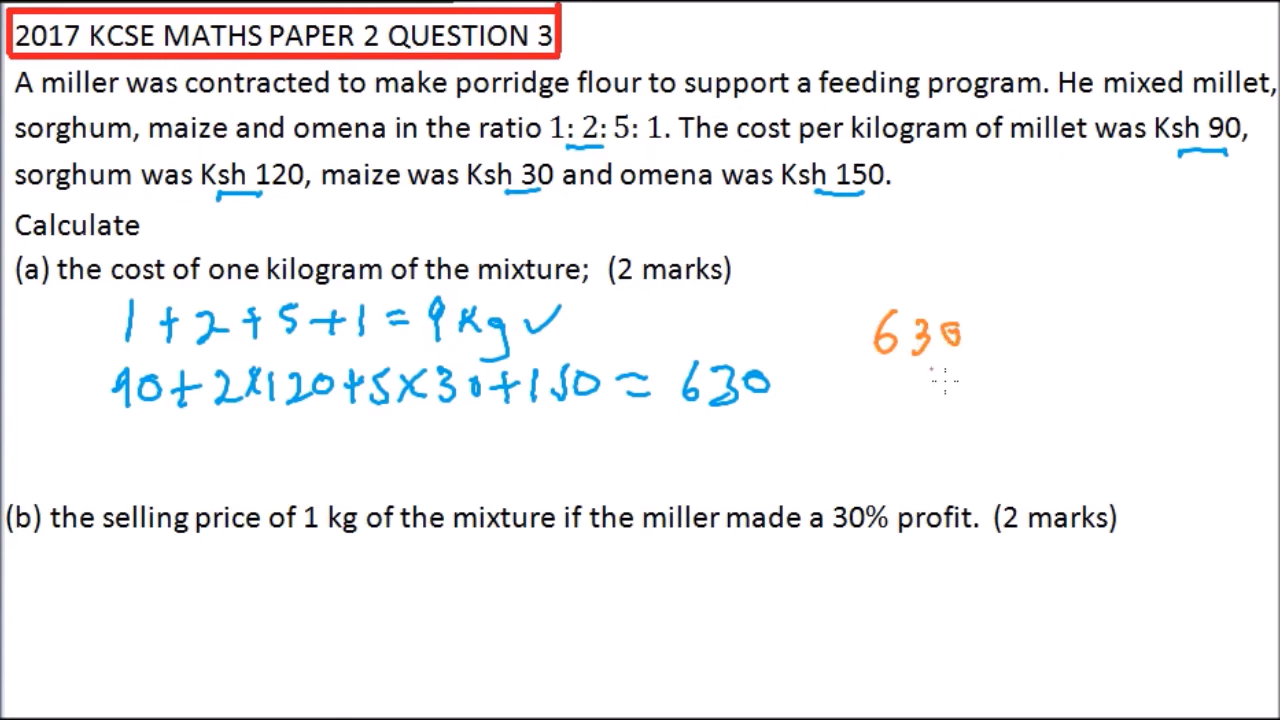 2017 KCSE MATHS PAPER 2 QUESTION 3
A miller was contracted to make porridge flour to support a feeding program. He mixed millet,
sorghum, maize and omena in the ratio 1: 2: 5: 1. The cost per kilogram of millet was Ksh 90,
sorghum was Ksh 120, maize was Ksh 30 and omena was Ksh 150.
Calculate
(a) the cost of one kilogram of the mixture; (2 marks)
1 + 2 + 5 + 1 = 9 kg ✓
630
90 + 2 × 120 + 5 × 30 + 150 = 630
(b) the selling price of 1 kg of the mixture if the miller made a 30% profit. (2 marks)